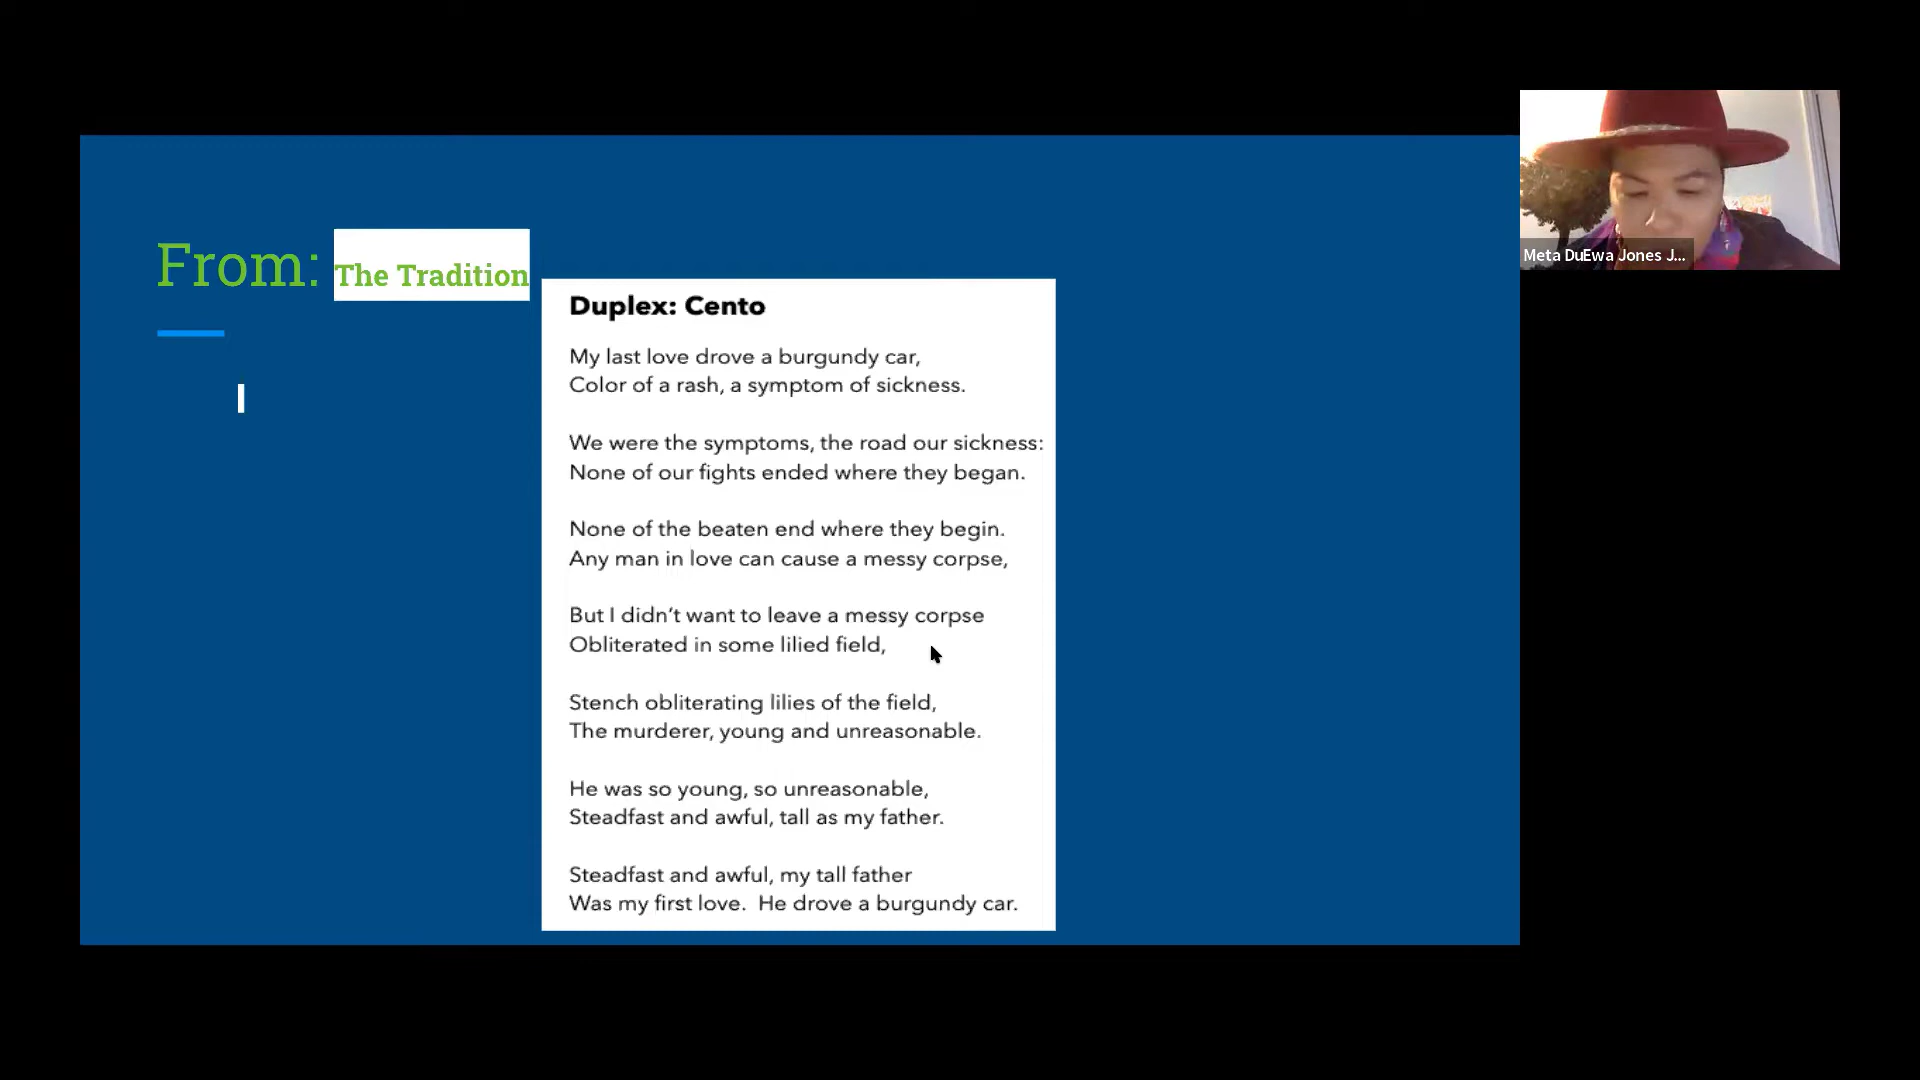 From: The Tradition
Duplex: Cento
My last love drove a burgundy car,
Color of a rash, a symptom of sickness.
We were the symptoms, the road our sickness:
None of our fights ended where they began.
None of the beaten end where they begin.
Any man in love can cause a messy corpse,
But I didn’t want to leave a messy corpse
Obliterated in some lilied field,
Stench obliterating lilies of the field,
The murderer, young and unreasonable.
He was so young, so unreasonable,
Steadfast and awful, tall as my father.
Steadfast and awful, my tall father
Was my first love.  He drove a burgundy car.
Meta DuEwa Jones J...